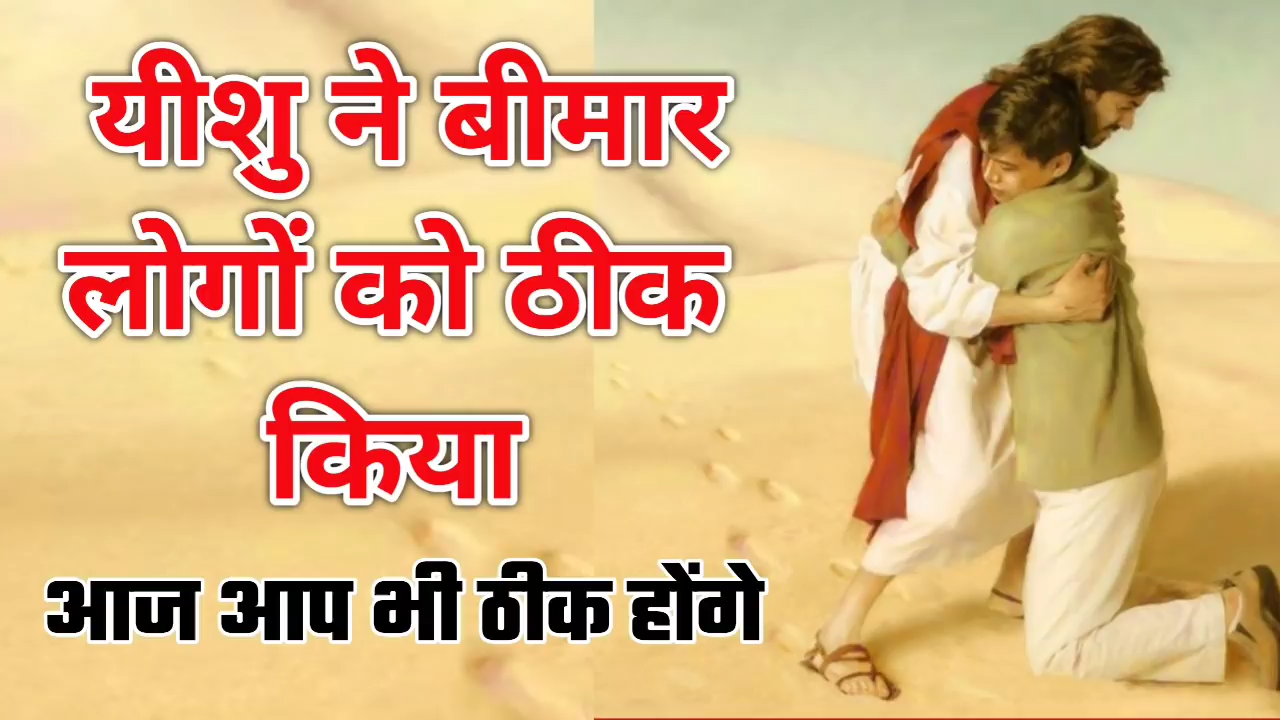 यीशु ने बीमार
लोगों को ठीक
किया
आज आप भी ठीक होंगे